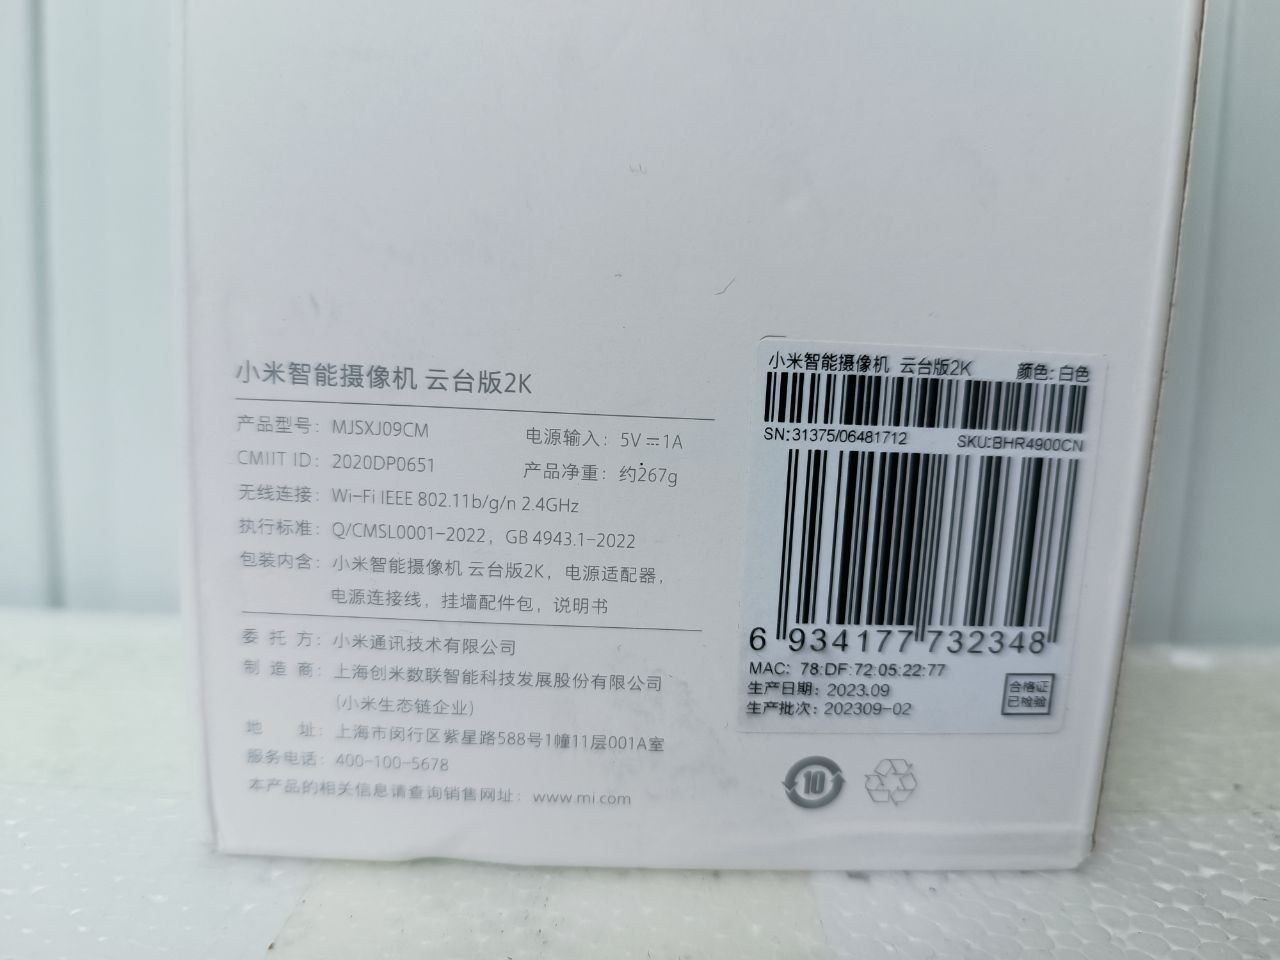 小米智能摄像机 云台版2K
产品型号： MJSXJ09CM
电源输入： 5V⎓1A
CMIIT ID： 2020DP0651
产品净重： 约267g
无线连接： Wi-Fi IEEE 802.11b/g/n 2.4GHz
执行标准： Q/CMSL0001-2022，GB 4943.1-2022
包装内含： 小米智能摄像机 云台版2K，电源适配器，
电源连接线，挂墙配件包，说明书
委 托 方： 小米通讯技术有限公司
制 造 商： 上海创米数联智能科技发展股份有限公司
(小米生态链企业)
地 址： 上海市闵行区紫星路588号1幢11层001A室
服务电话： 400-100-5678
本产品的相关信息请查询销售网址： www.mi.com
小米智能摄像机 云台版2K 颜色: 白色
SN: 31375/06481712 SKU:BHR4900CN
6 934177 732348
MAC: 78:DF:72:05:22:77
生产日期: 2023.09
生产批次: 202309-02
合格证
已检验
10